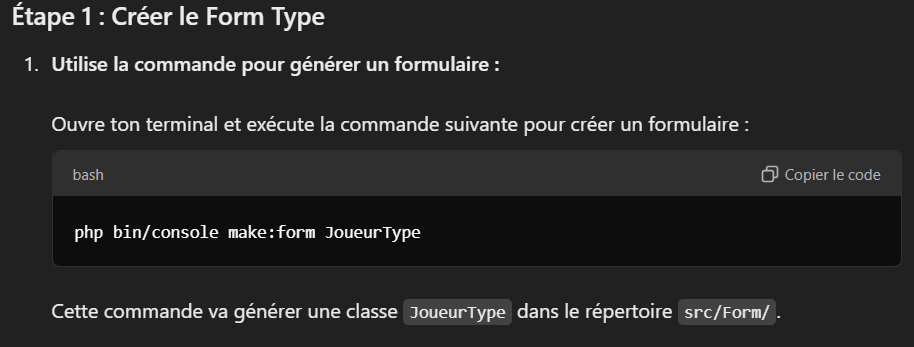 Étape 1 : Créer le Form Type
1. Utilise la commande pour générer un formulaire :
Ouvre ton terminal et exécute la commande suivante pour créer un formulaire :
bash
Copier le code
php bin/console make:form JoueurType
Cette commande va générer une classe JoueurType dans le répertoire src/Form/.